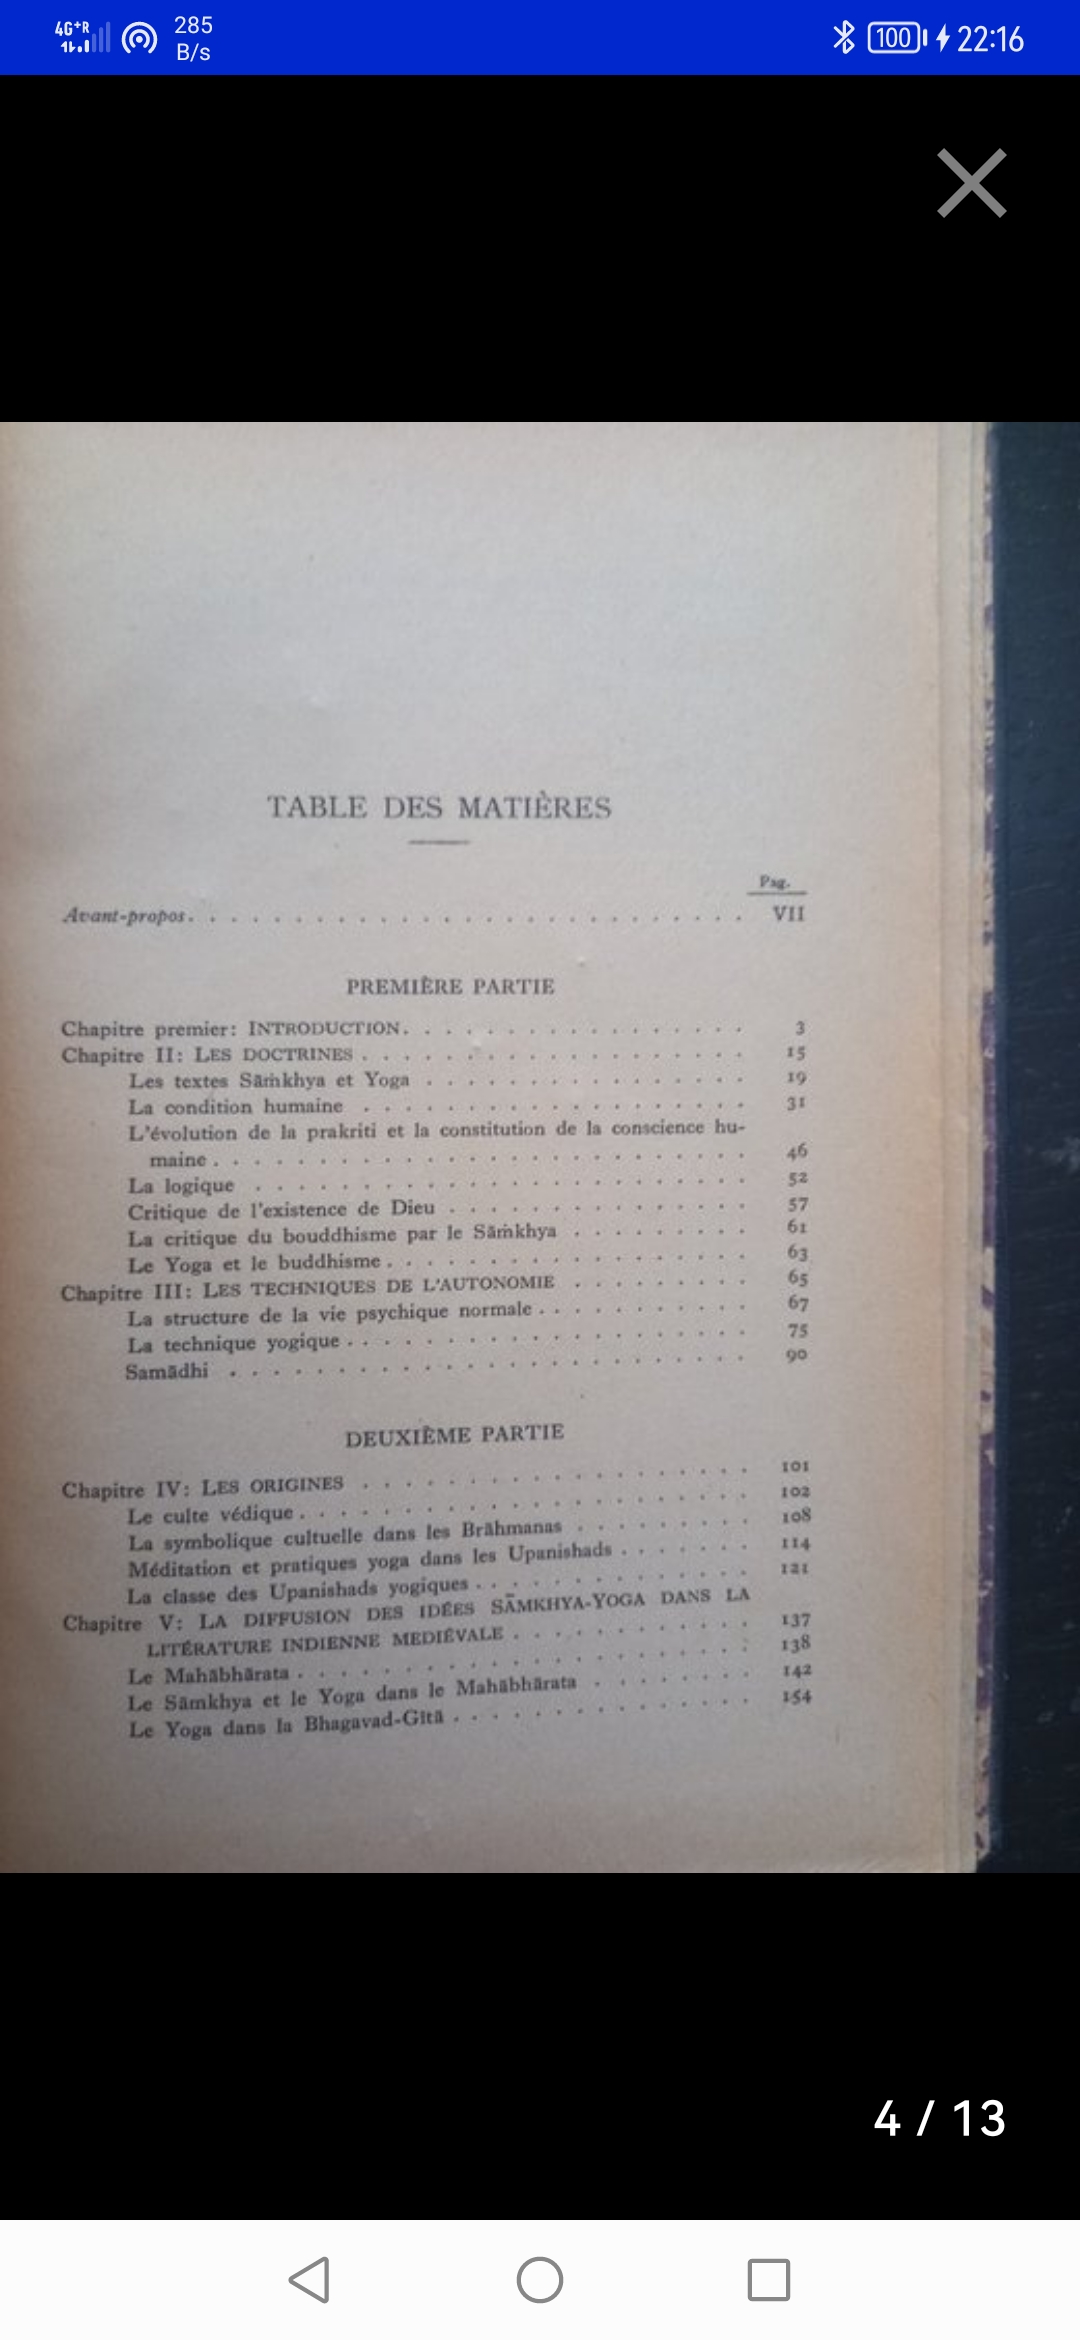 4G+R 285 B/s 100 22:16
TABLE DES MATIÈRES
Pag.
Avant-propos. . . . . . . . . . . . . . . . . . . . . . . . . . VII
PREMIÈRE PARTIE
Chapitre premier: INTRODUCTION. . . . . . . . . . . . . . . . 3
Chapitre II: LES DOCTRINES . . . . . . . . . . . . . . . . . . 15
Les textes Sāṁkhya et Yoga . . . . . . . . . . . . . . . 19
La condition humaine . . . . . . . . . . . . . . . . . . 31
L'évolution de la prakriti et la constitution de la conscience hu-
maine . . . . . . . . . . . . . . . . . . . . . . . . . 46
La logique . . . . . . . . . . . . . . . . . . . . . . . 52
Critique de l'existence de Dieu . . . . . . . . . . . . . . 57
La critique du bouddhisme par le Sāṁkhya . . . . . . . . 61
Le Yoga et le buddhisme . . . . . . . . . . . . . . . . . 63
Chapitre III: LES TECHNIQUES DE L'AUTONOMIE . . . . . . . . 65
La structure de la vie psychique normale . . . . . . . . . . 67
La technique yogique . . . . . . . . . . . . . . . . . . . 75
Samādhi . . . . . . . . . . . . . . . . . . . . . . . . 90
DEUXIÈME PARTIE
Chapitre IV: LES ORIGINES . . . . . . . . . . . . . . . . . 101
Le culte védique . . . . . . . . . . . . . . . . . . . . . 102
La symbolique cultuelle dans les Brāhmanas . . . . . . . . 108
Méditation et pratiques yoga dans les Upanishads . . . . . . 114
La classe des Upanishads yogiques . . . . . . . . . . . . . 121
Chapitre V: LA DIFFUSION DES IDÉES SĀMKHYA-YOGA DANS LA
LITÉRATURE INDIENNE MEDIÉVALE . . . . . . . . . . . 137
Le Mahābhārata . . . . . . . . . . . . . . . . . . . . . 138
Le Sāmkhya et le Yoga dans le Mahābhārata . . . . . . . 142
Le Yoga dans la Bhagavad-Gîtā . . . . . . . . . . . . . . 154
4 / 13